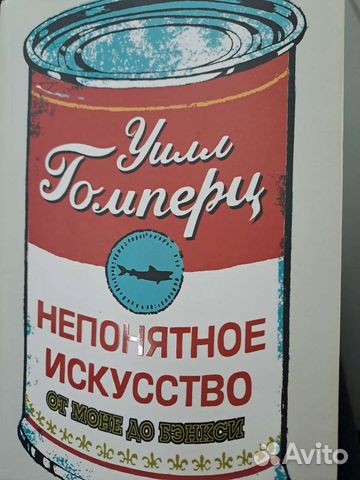 Уилл
Гомперц
НЕПОНЯТНОЕ
ИСКУССТВО
ОТ МОНЕ ДО БЭНКСИ
Avito